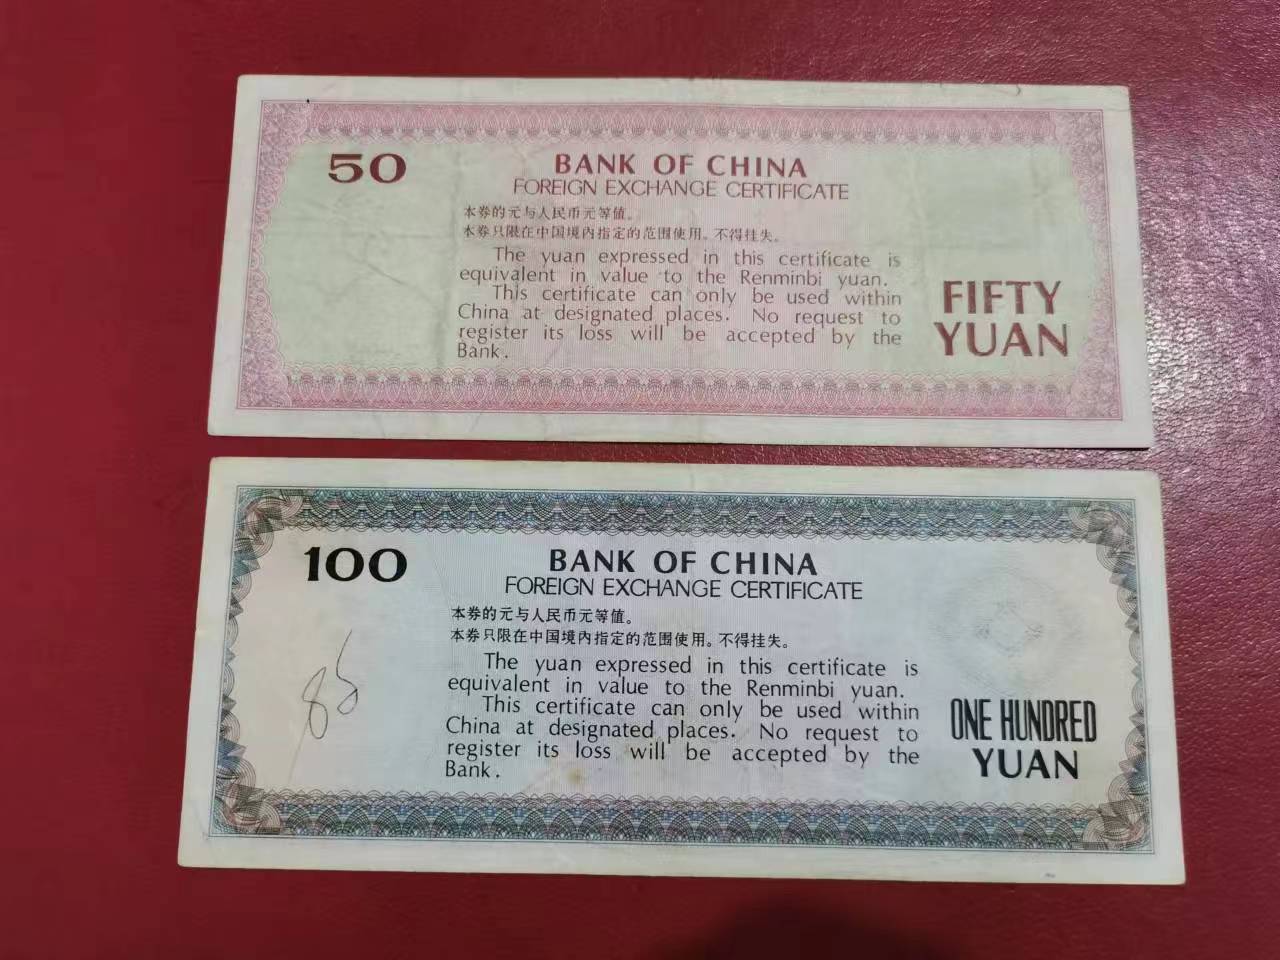 50
BANK OF CHINA
FOREIGN EXCHANGE CERTIFICATE
本券的元与人民币元等值。
本券只限在中国境内指定的范围使用。不得挂失。
The yuan expressed in this certificate is
equivalent in value to the Renminbi yuan.
This certificate can only be used within
China at designated places. No request to
register its loss will be accepted by the
Bank.
FIFTY
YUAN
100
BANK OF CHINA
FOREIGN EXCHANGE CERTIFICATE
本券的元与人民币元等值。
本券只限在中国境内指定的范围使用。不得挂失。
The yuan expressed in this certificate is
equivalent in value to the Renminbi yuan.
This certificate can only be used within
China at designated places. No request to
register its loss will be accepted by the
Bank.
85
ONE HUNDRED
YUAN